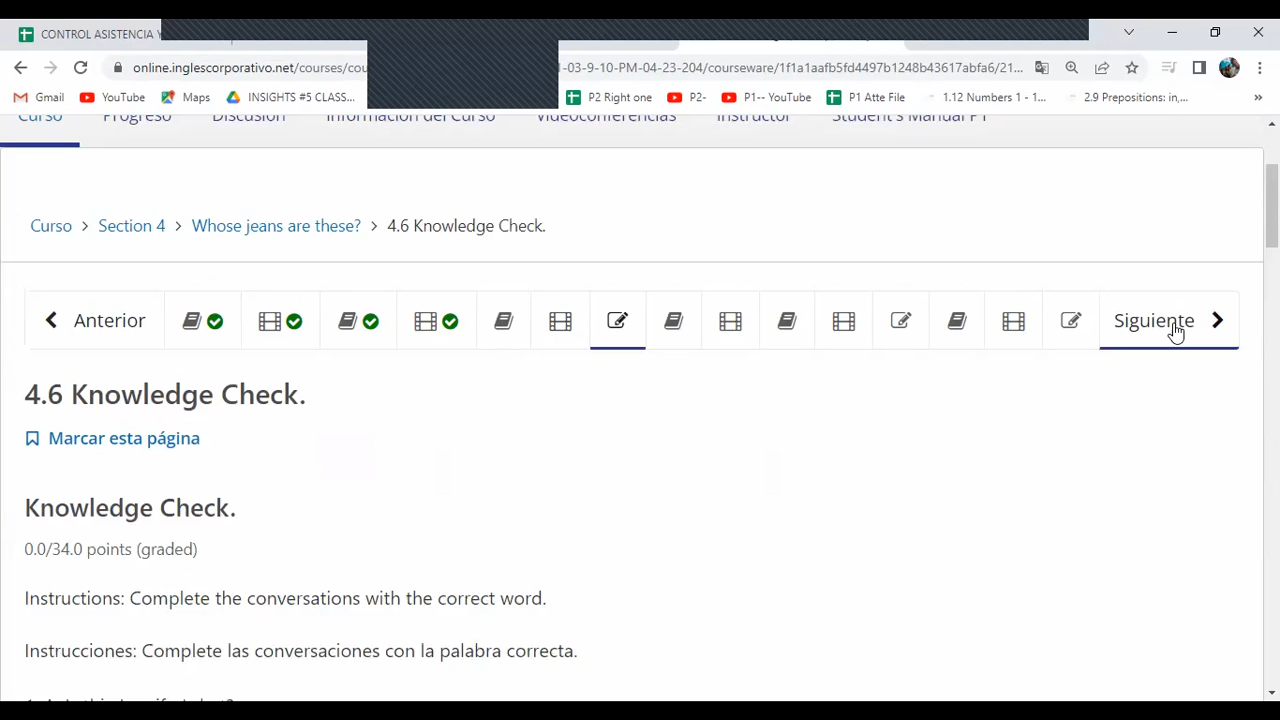 CONTROL ASISTENCIA Y
online.inglescorporativo.net/courses/cou
1-03-9-10-PM-04-23-204/courseware/1f1a1aafb5fd4497b1248b43617abfa6/21...
Gmail YouTube Maps INSIGHTS #5 CLASS... P2 Right one P2- P1-- YouTube P1 Atte File 1.12 Numbers 1 - 1... 2.9 Prepositions: in,... »
Curso Progreso Discusión Información del Curso Videoconferencias Instructor Student's Manual P1
Curso > Section 4 > Whose jeans are these? > 4.6 Knowledge Check.
Anterior Siguiente
4.6 Knowledge Check.
Marcar esta página
Knowledge Check.
0.0/34.0 points (graded)
Instructions: Complete the conversations with the correct word.
Instrucciones: Complete las conversaciones con la palabra correcta.